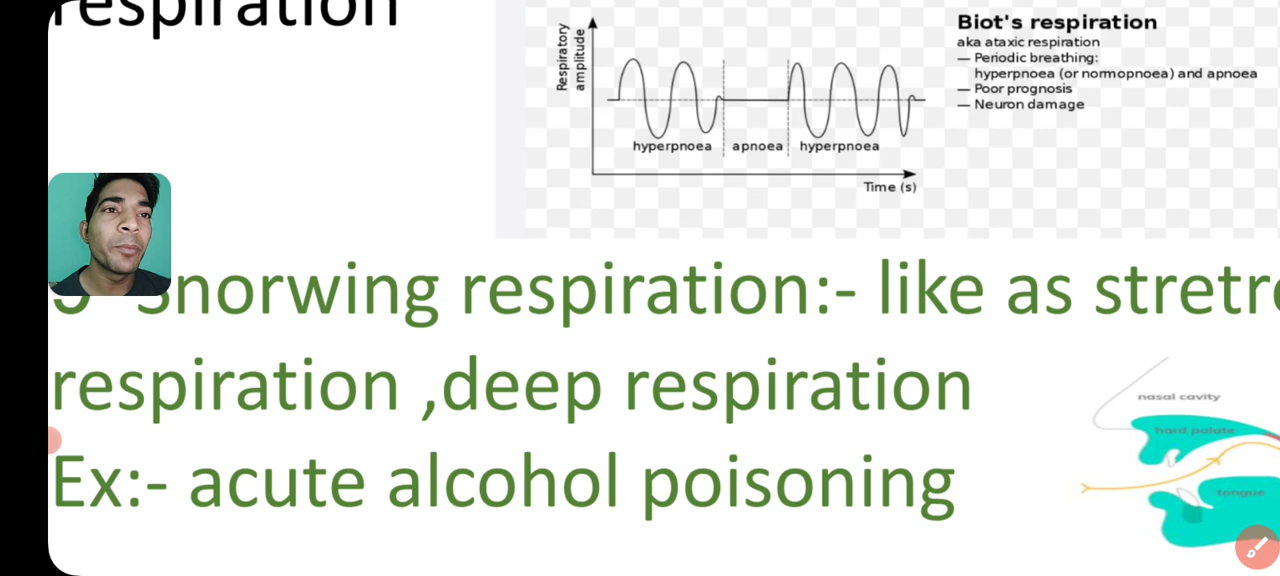 respiration
Respiratory
amplitude
hyperpnoea
apnoea
hyperpnoea
Time (s)
Biot's respiration
aka ataxic respiration
— Periodic breathing:
hyperpnoea (or normopnoea) and apnoea
— Poor prognosis
— Neuron damage
Snorwing respiration:- like as
respiration ,deep respiration
Ex:- acute alcohol poisoning
nasal cavity
hard palate
tongue